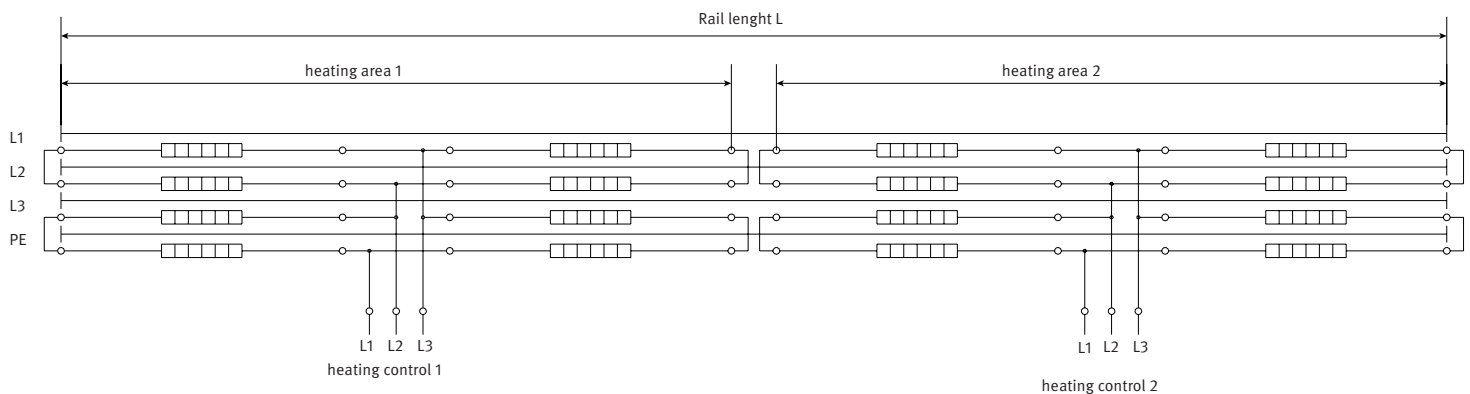 Rail lenght L
heating area 1
heating area 2
L1
L2
L3
PE
L1 L2 L3
heating control 1
L1 L2 L3
heating control 2